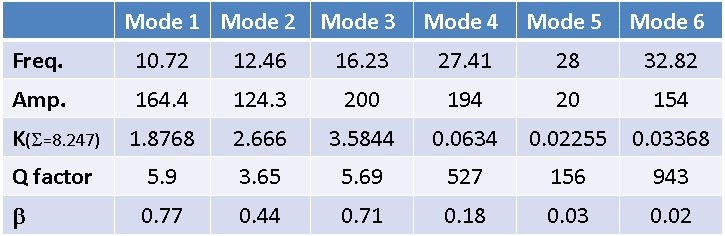 Mode 1 Mode 2 Mode 3 Mode 4 Mode 5 Mode 6
Freq. 10.72 12.46 16.23 27.41 28 32.82
Amp. 164.4 124.3 200 194 20 154
K(Σ=8.247) 1.8768 2.666 3.5844 0.0634 0.02255 0.03368
Q factor 5.9 3.65 5.69 527 156 943
β 0.77 0.44 0.71 0.18 0.03 0.02